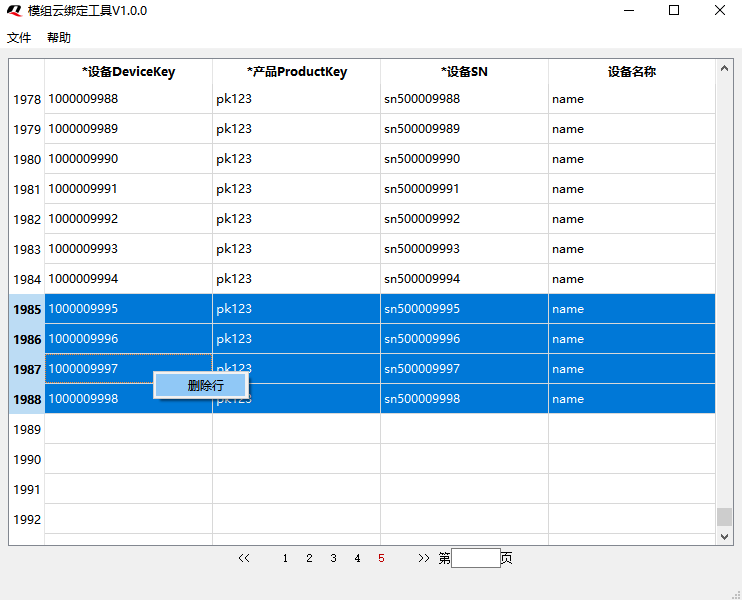 模组云绑定工具V1.0.0
文件 帮助
*设备DeviceKey *产品ProductKey *设备SN 设备名称
1978 1000009988 pk123 sn500009988 name
1979 1000009989 pk123 sn500009989 name
1980 1000009990 pk123 sn500009990 name
1981 1000009991 pk123 sn500009991 name
1982 1000009992 pk123 sn500009992 name
1983 1000009993 pk123 sn500009993 name
1984 1000009994 pk123 sn500009994 name
1985 1000009995 pk123 sn500009995 name
1986 1000009996 pk123 sn500009996 name
1987 1000009997 pk123 sn500009997 name
删除行
1988 1000009998 pk123 sn500009998 name
1989
1990
1991
1992
<< 1 2 3 4 5 >> 第 页